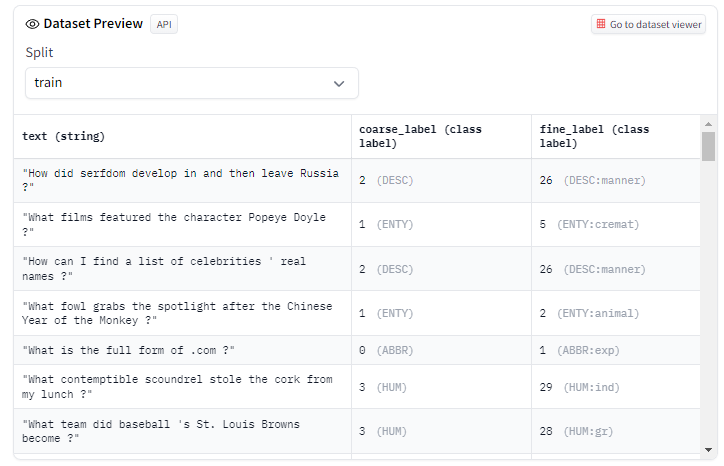 Dataset Preview API
Go to dataset viewer
Split
train
text (string)
coarse_label (class label)
fine_label (class label)
"How did serfdom develop in and then leave Russia ?"
2 (DESC)
26 (DESC:manner)
"What films featured the character Popeye Doyle ?"
1 (ENTY)
5 (ENTY:cremat)
"How can I find a list of celebrities ' real names ?"
2 (DESC)
26 (DESC:manner)
"What fowl grabs the spotlight after the Chinese Year of the Monkey ?"
1 (ENTY)
2 (ENTY:animal)
"What is the full form of .com ?"
0 (ABBR)
1 (ABBR:exp)
"What contemptible scoundrel stole the cork from my lunch ?"
3 (HUM)
29 (HUM:ind)
"What team did baseball 's St. Louis Browns become ?"
3 (HUM)
28 (HUM:gr)